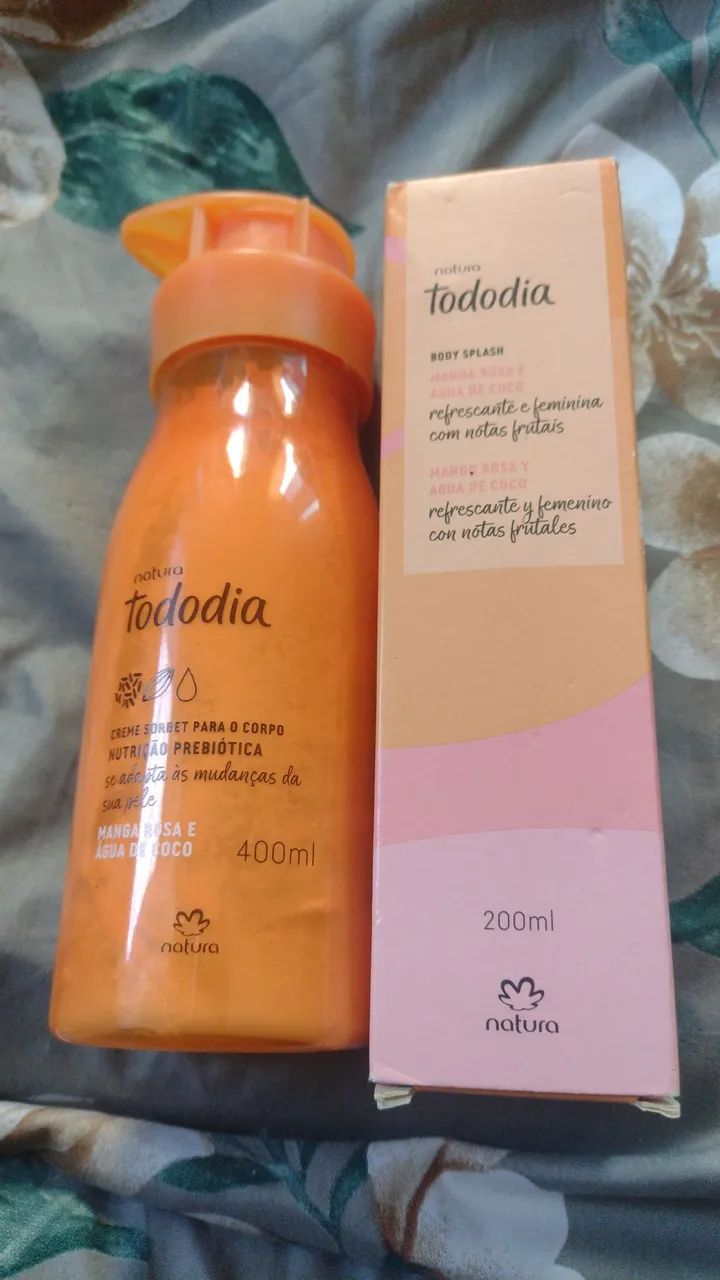 natura
tododia
CREME SORBET PARA O CORPO
NUTRIÇÃO PREBIÓTICA
se adapta às mudanças da
sua pele
MANGA ROSA E
ÁGUA DE COCO
400ml
natura
natura
tododia
BODY SPLASH
MANGA ROSA E
ÁGUA DE COCO
refrescante e feminina
com notas frutais
MANGO ROSA Y
AGUA DE COCO
refrescante y femenino
con notas frutales
200ml
natura